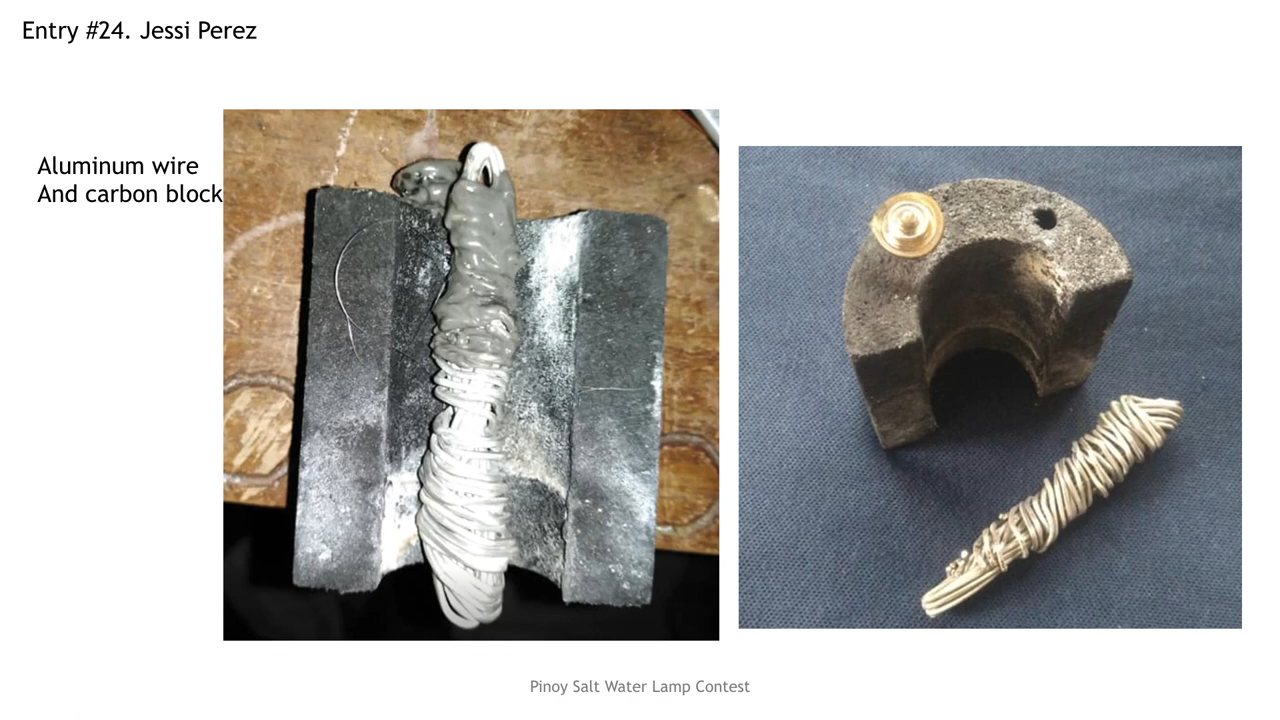 Entry #24. Jessi Perez
Aluminum wire
And carbon block
Pinoy Salt Water Lamp Contest